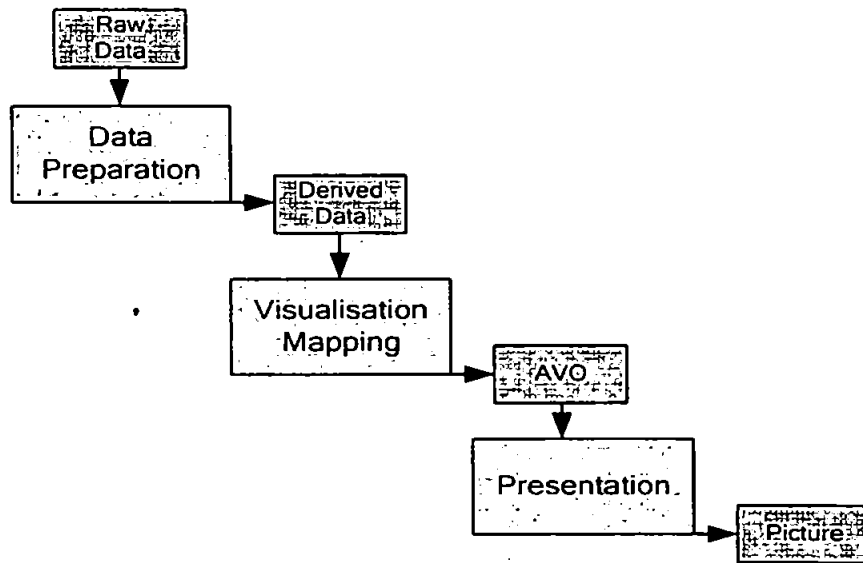 Raw
Data
Data
Preparation
Derived
Data
Visualisation
Mapping
AVO
Presentation
Picture